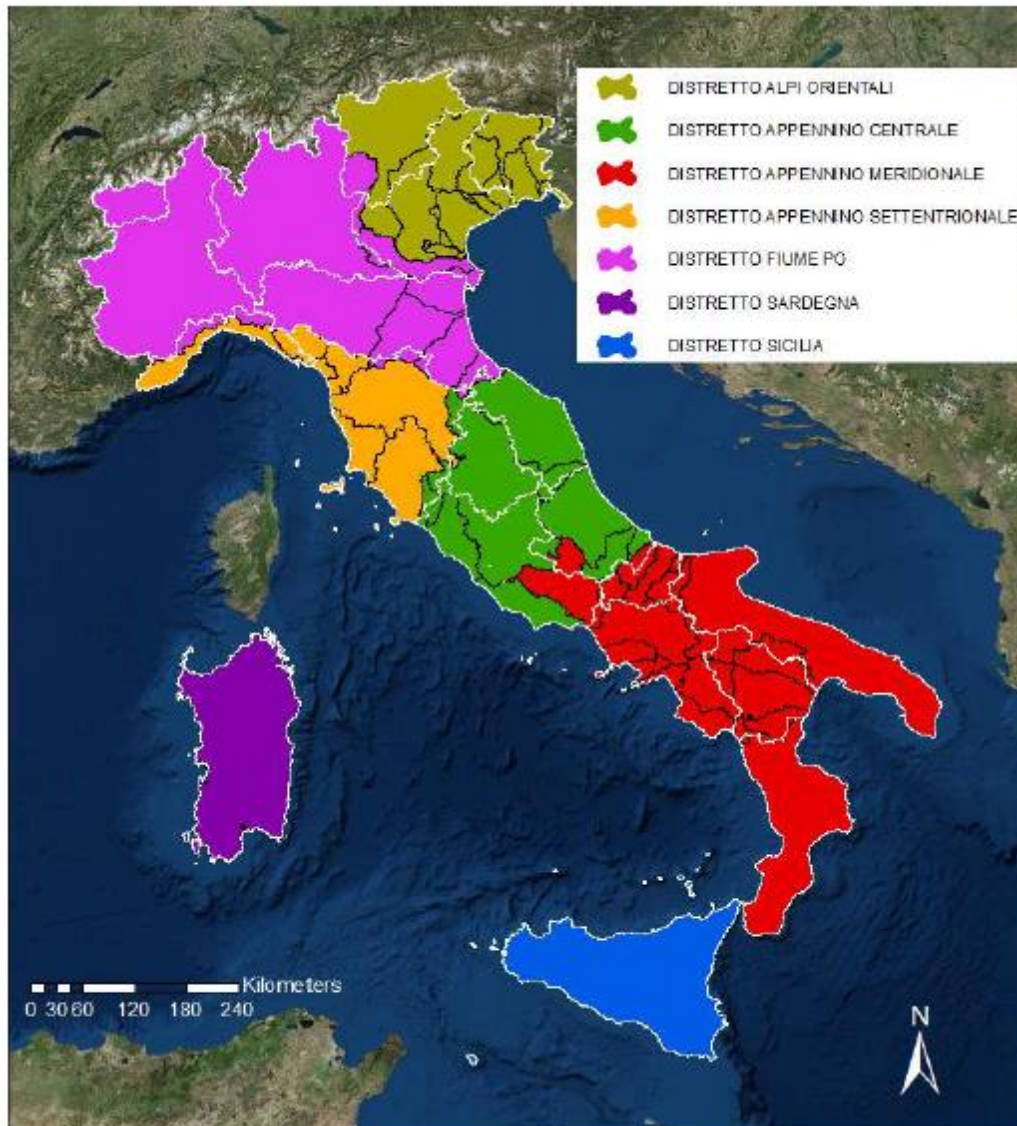 DISTRETTO ALPI ORIENTALI
DISTRETTO APPENNINO CENTRALE
DISTRETTO APPENNINO MERIDIONALE
DISTRETTO APPENNINO SETTENTRIONALE
DISTRETTO FIUME PO
DISTRETTO SARDEGNA
DISTRETTO SICILIA
Kilometers
0 30 60 120 180 240
N